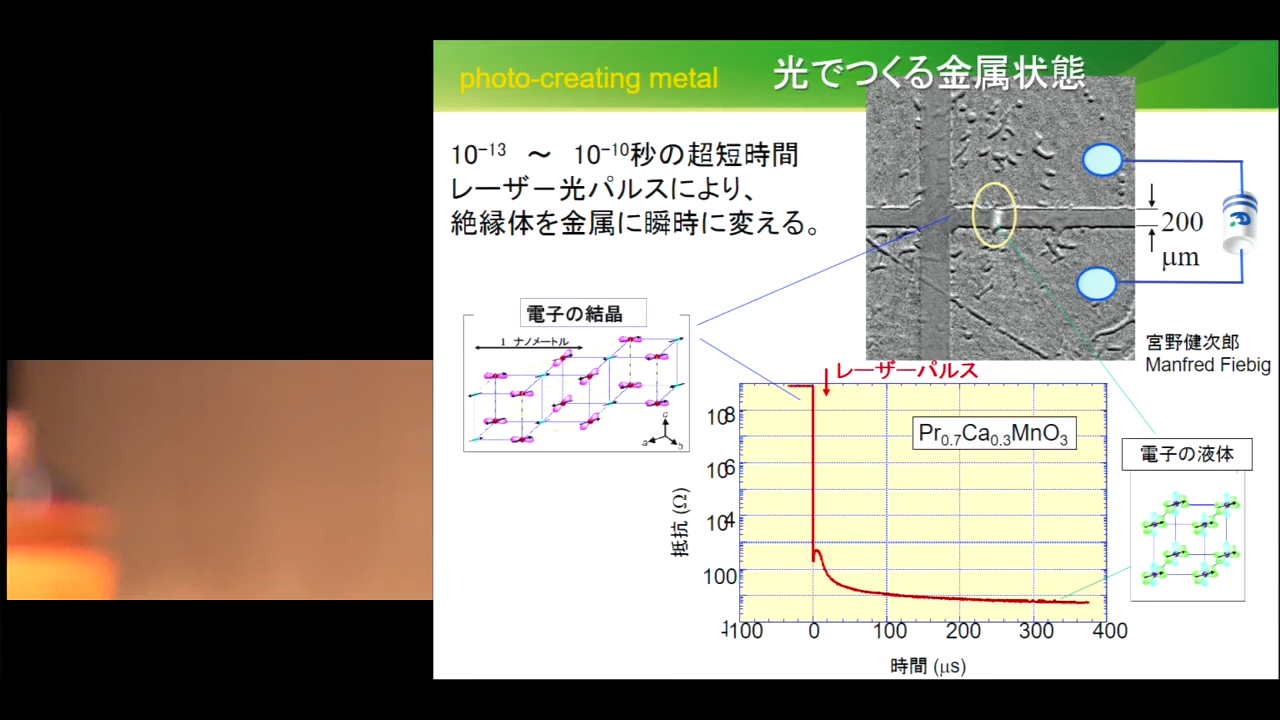 photo-creating metal
光でつくる金属状態
10⁻¹³ ～ 10⁻¹⁰秒の超短時間
レーザー光パルスにより、
絶縁体を金属に瞬時に変える。
200
μm
電子の結晶
1 ナノメートル
c
a
b
宮野健次郎
Manfred Fiebig
レーザーパルス
Pr0.7Ca0.3MnO3
電子の液体
抵抗 (Ω)
10⁸
10⁶
10⁴
100
-100 0 100 200 300 400
時間 (μs)